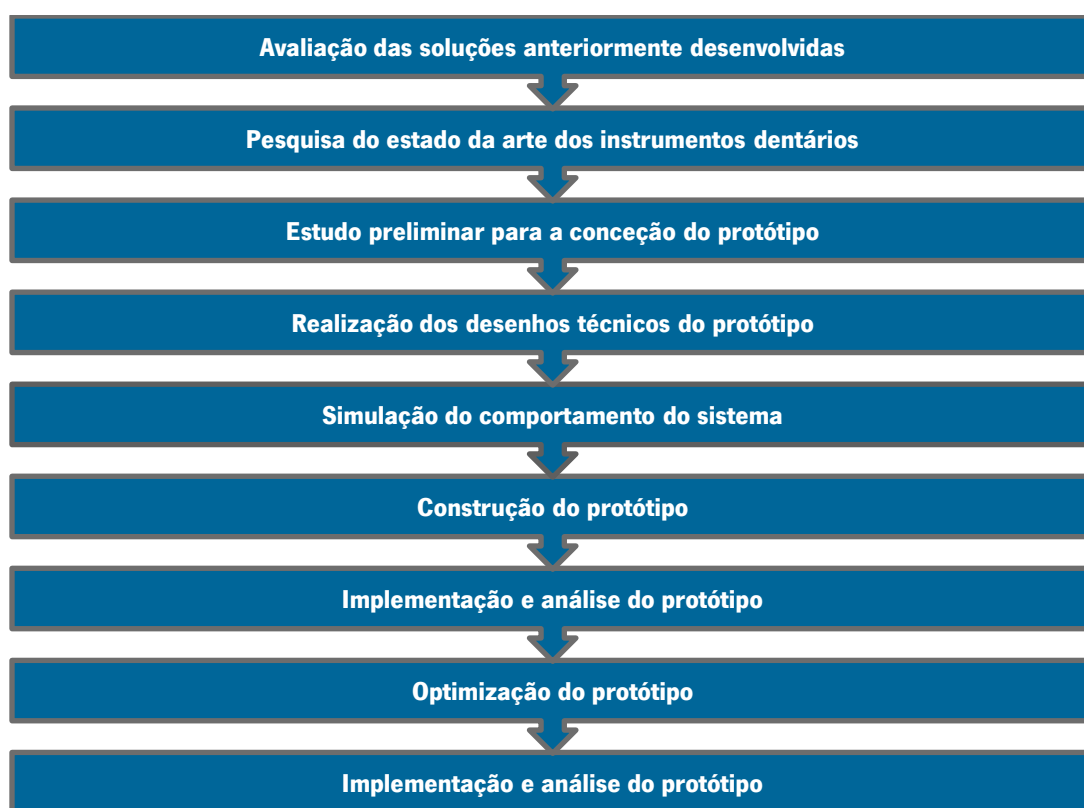 Avaliação das soluções anteriormente desenvolvidas
Pesquisa do estado da arte dos instrumentos dentários
Estudo preliminar para a conceção do protótipo
Realização dos desenhos técnicos do protótipo
Simulação do comportamento do sistema
Construção do protótipo
Implementação e análise do protótipo
Optimização do protótipo
Implementação e análise do protótipo